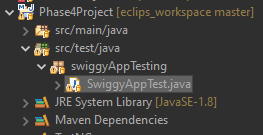 Phase4Project [eclips_workspace master]
src/main/java
src/test/java
swiggyAppTesting
SwiggyAppTest.java
JRE System Library [JavaSE-1.8]
Maven Dependencies